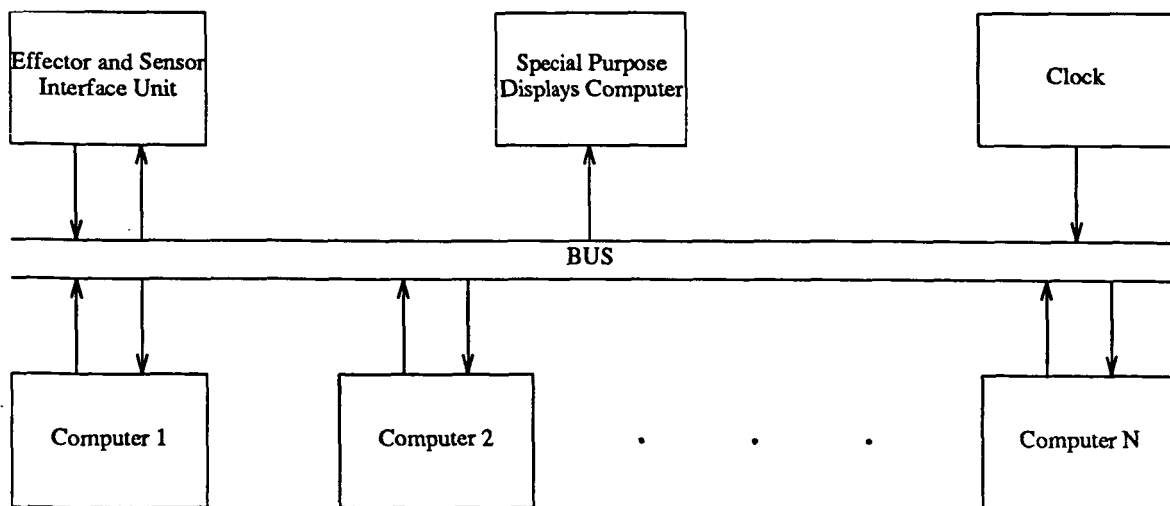 Effector and Sensor
Interface Unit
Special Purpose
Displays Computer
Clock
BUS
Computer 1
Computer 2
Computer N